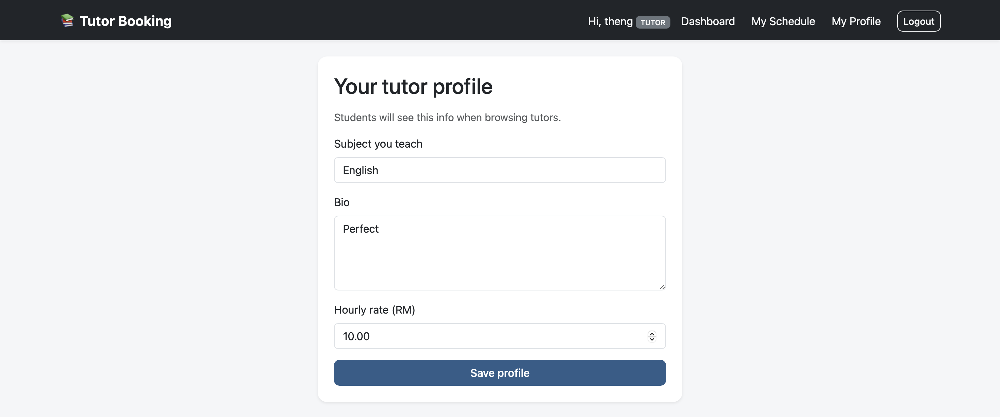 Tutor Booking
Hi, theng TUTOR Dashboard My Schedule My Profile Logout
Your tutor profile
Students will see this info when browsing tutors.
Subject you teach
English
Bio
Perfect
Hourly rate (RM)
10.00
Save profile